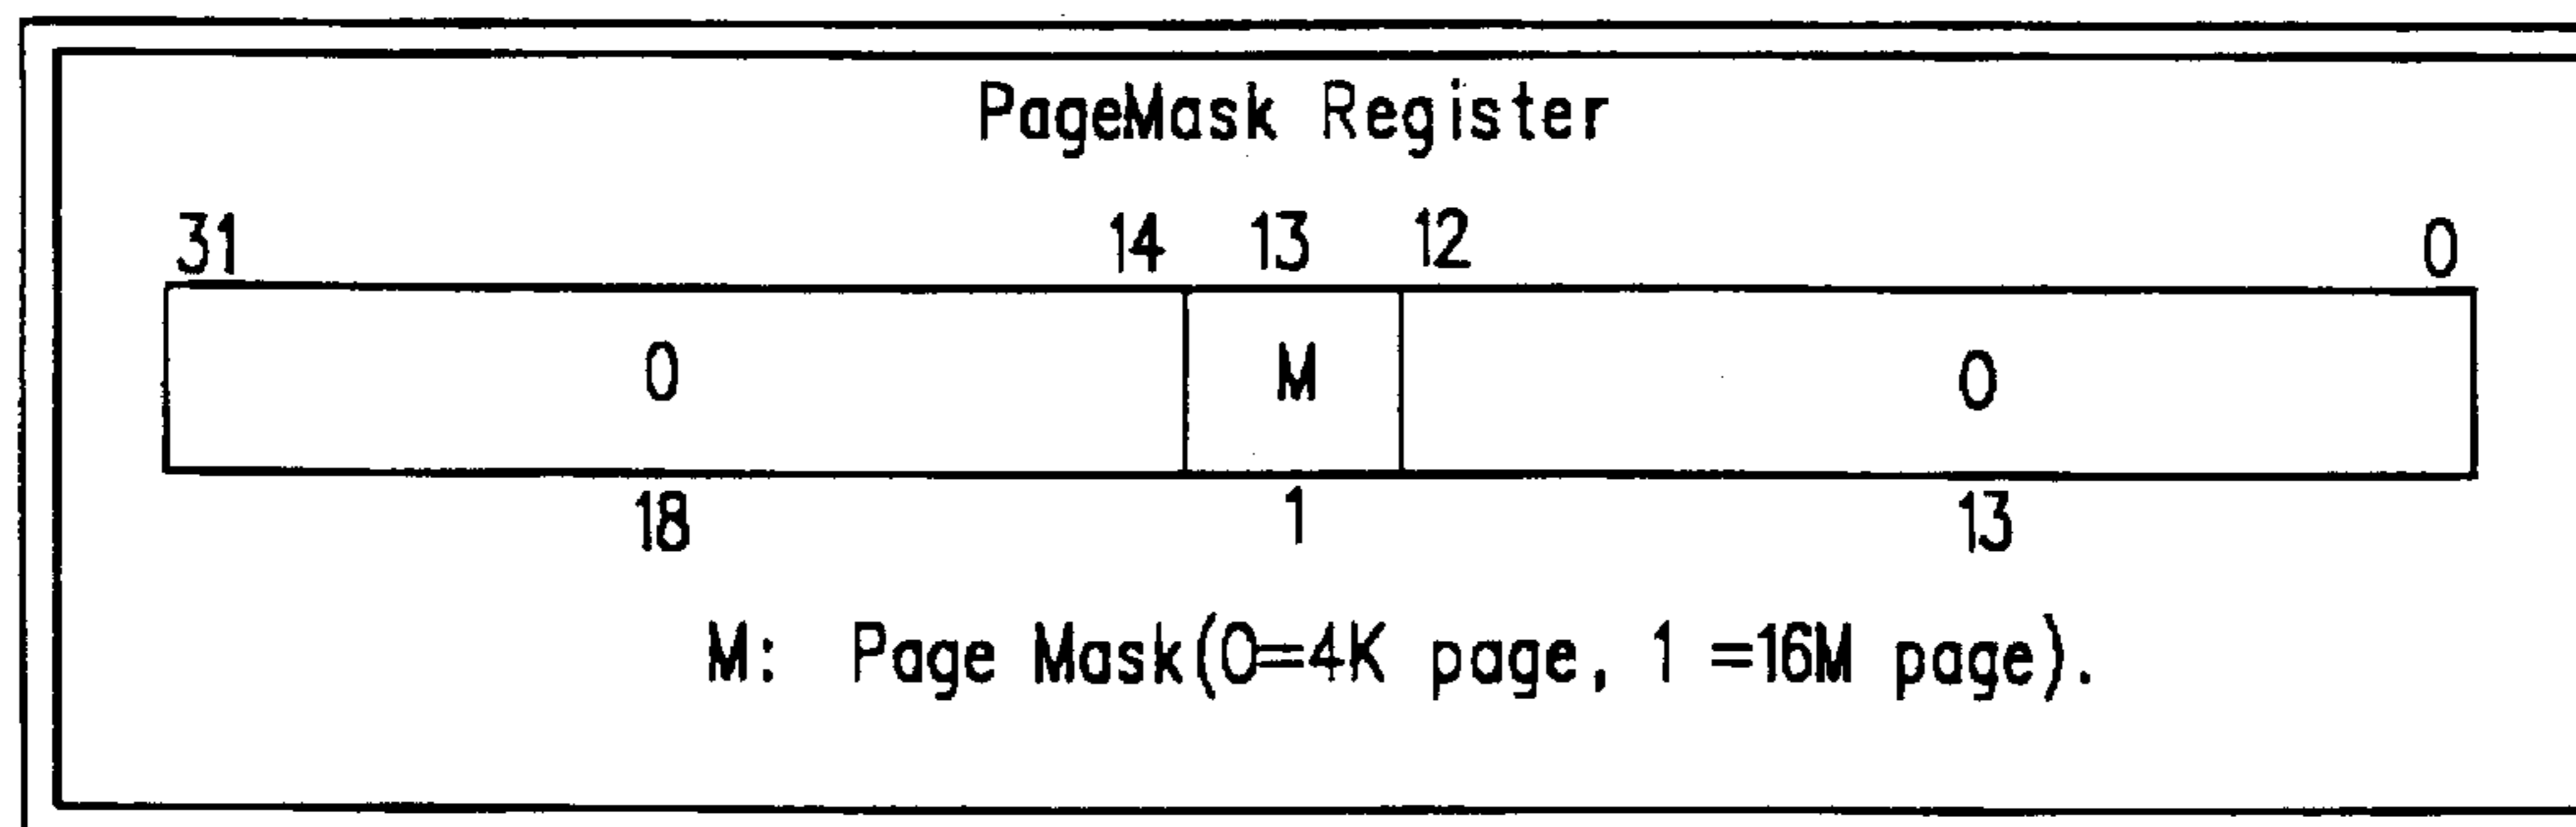 PageMask Register
31 14 13 12 0
0 M 0
18 1 13
M: Page Mask(0=4K page, 1 =16M page).